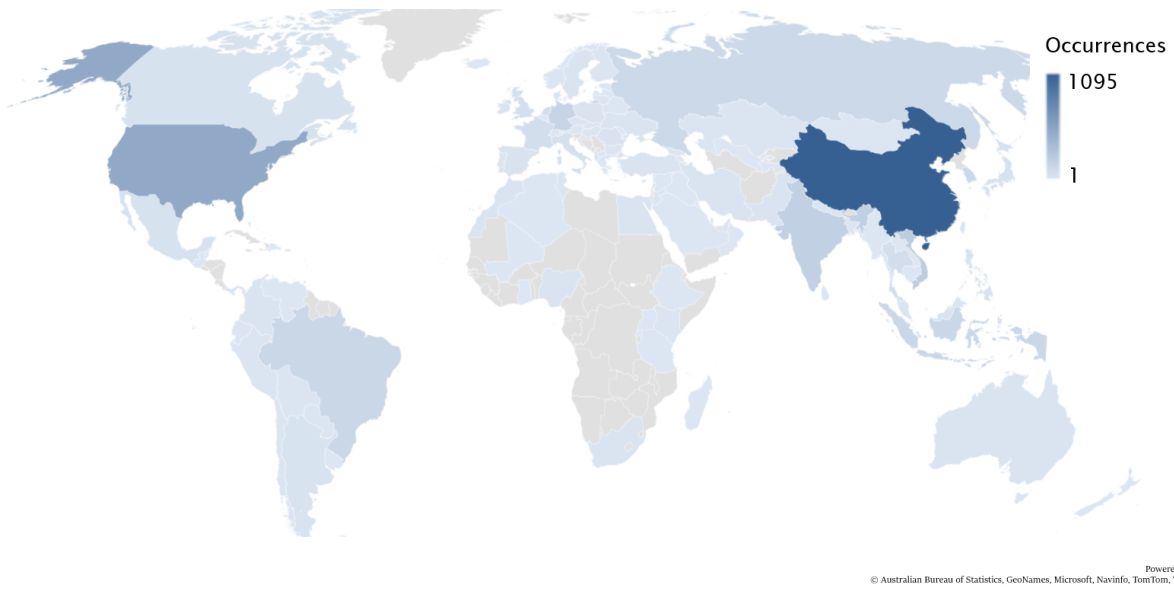 Occurrences
1095
1
Powere
© Australian Bureau of Statistics, GeoNames, Microsoft, Navinfo, TomTom,